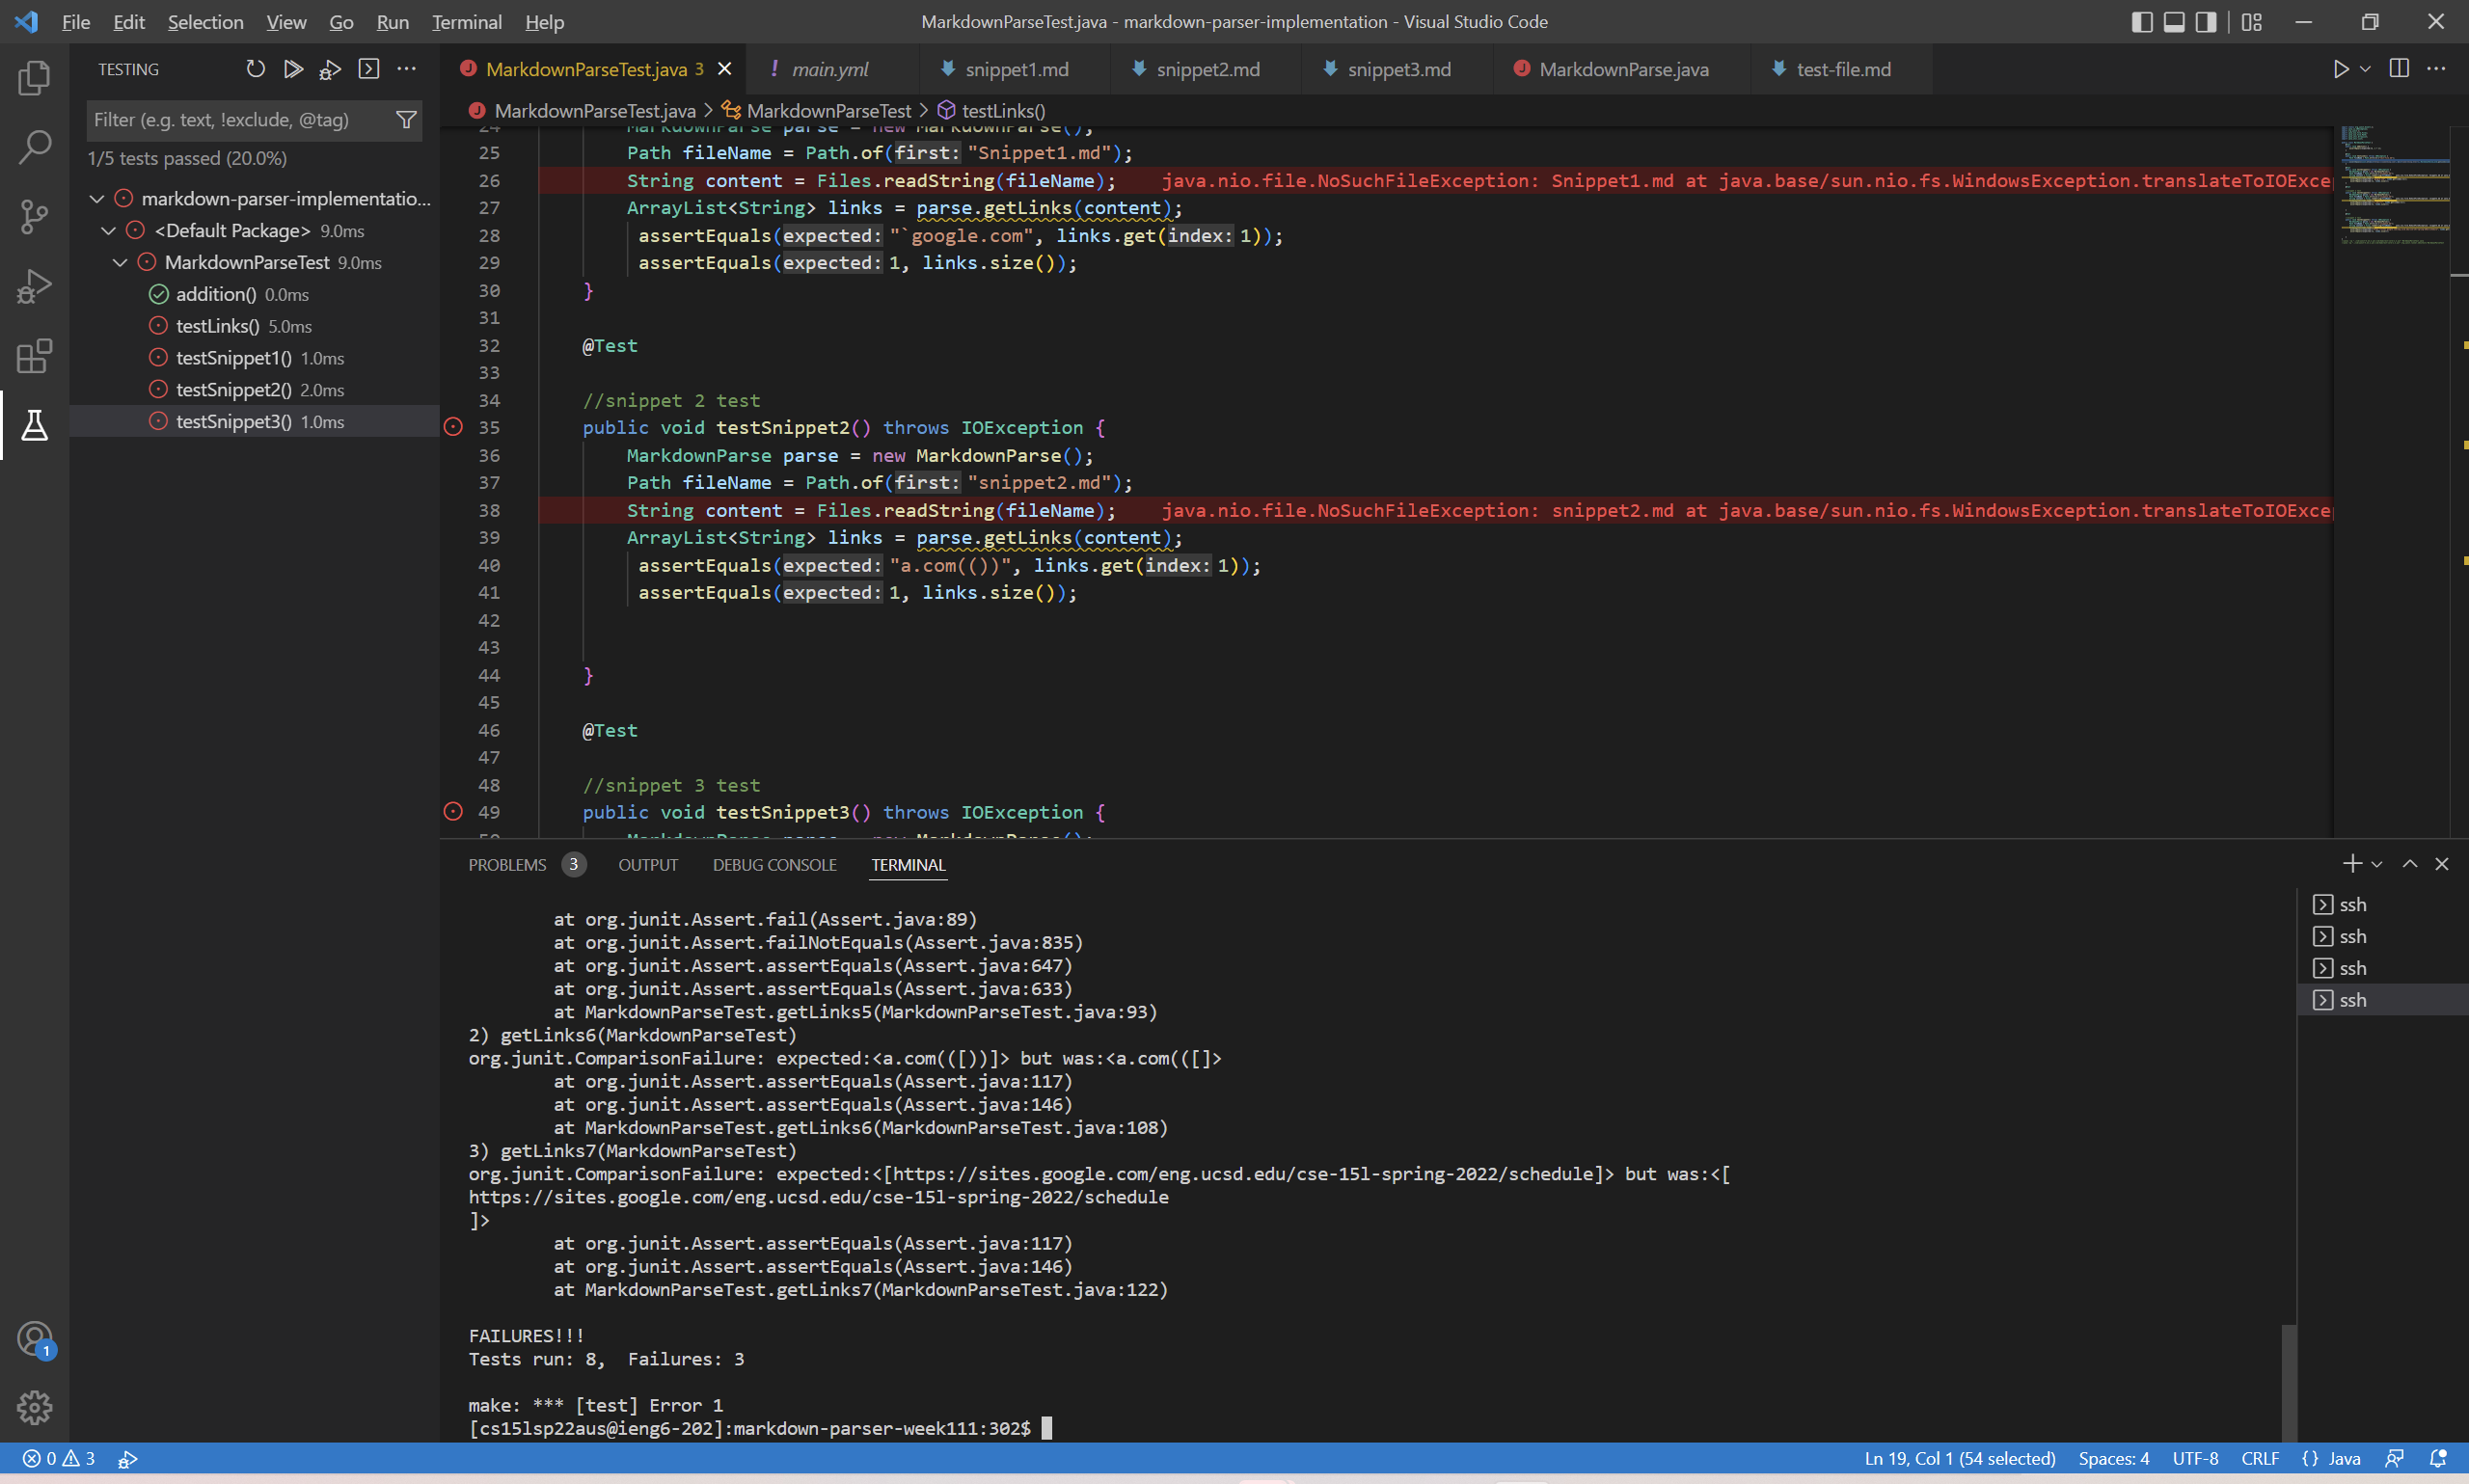 File Edit Selection View Go Run Terminal Help
MarkdownParseTest.java - markdown-parser-implementation - Visual Studio Code
TESTING
Filter (e.g. text, !exclude, @tag)
1/5 tests passed (20.0%)
markdown-parser-implementatio...
<Default Package> 9.0ms
MarkdownParseTest 9.0ms
addition() 0.0ms
testLinks() 5.0ms
testSnippet1() 1.0ms
testSnippet2() 2.0ms
testSnippet3() 1.0ms
MarkdownParseTest.java 3 main.yml snippet1.md snippet2.md snippet3.md MarkdownParse.java test-file.md
MarkdownParseTest.java > MarkdownParseTest > testLinks()
24 MarkdownParse parse = new MarkdownParse();
25 Path fileName = Path.of(first: "Snippet1.md");
26 String content = Files.readString(fileName); java.nio.file.NoSuchFileException: Snippet1.md at java.base/sun.nio.fs.WindowsException.translateToIOExce
27 ArrayList<String> links = parse.getLinks(content);
28 assertEquals(expected: "`google.com", links.get(index: 1));
29 assertEquals(expected: 1, links.size());
30 }
31
32 @Test
33
34 //snippet 2 test
35 public void testSnippet2() throws IOException {
36 MarkdownParse parse = new MarkdownParse();
37 Path fileName = Path.of(first: "snippet2.md");
38 String content = Files.readString(fileName); java.nio.file.NoSuchFileException: snippet2.md at java.base/sun.nio.fs.WindowsException.translateToIOExce
39 ArrayList<String> links = parse.getLinks(content);
40 assertEquals(expected: "a.com(())", links.get(index: 1));
41 assertEquals(expected: 1, links.size());
42
43
44 }
45
46 @Test
47
48 //snippet 3 test
49 public void testSnippet3() throws IOException {
50 MarkdownParse parse = new MarkdownParse();
PROBLEMS 3 OUTPUT DEBUG CONSOLE TERMINAL
at org.junit.Assert.fail(Assert.java:89)
at org.junit.Assert.failNotEquals(Assert.java:835)
at org.junit.Assert.assertEquals(Assert.java:647)
at org.junit.Assert.assertEquals(Assert.java:633)
at MarkdownParseTest.getLinks5(MarkdownParseTest.java:93)
2) getLinks6(MarkdownParseTest)
org.junit.ComparisonFailure: expected:<a.com(([))]> but was:<a.com(([]>
at org.junit.Assert.assertEquals(Assert.java:117)
at org.junit.Assert.assertEquals(Assert.java:146)
at MarkdownParseTest.getLinks6(MarkdownParseTest.java:108)
3) getLinks7(MarkdownParseTest)
org.junit.ComparisonFailure: expected:<[https://sites.google.com/eng.ucsd.edu/cse-15l-spring-2022/schedule]> but was:<[
https://sites.google.com/eng.ucsd.edu/cse-15l-spring-2022/schedule
]>
at org.junit.Assert.assertEquals(Assert.java:117)
at org.junit.Assert.assertEquals(Assert.java:146)
at MarkdownParseTest.getLinks7(MarkdownParseTest.java:122)
FAILURES!!!
Tests run: 8, Failures: 3
make: *** [test] Error 1
[cs15lsp22aus@ieng6-202]:markdown-parser-week111:302$
ssh
ssh
ssh
ssh
1
0 3
Ln 19, Col 1 (54 selected) Spaces: 4 UTF-8 CRLF {} Java